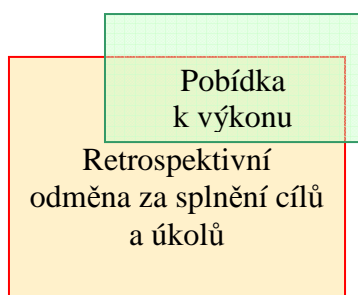 Pobídka
k výkonu
Retrospektivní
odměna za splnění cílů
a úkolů